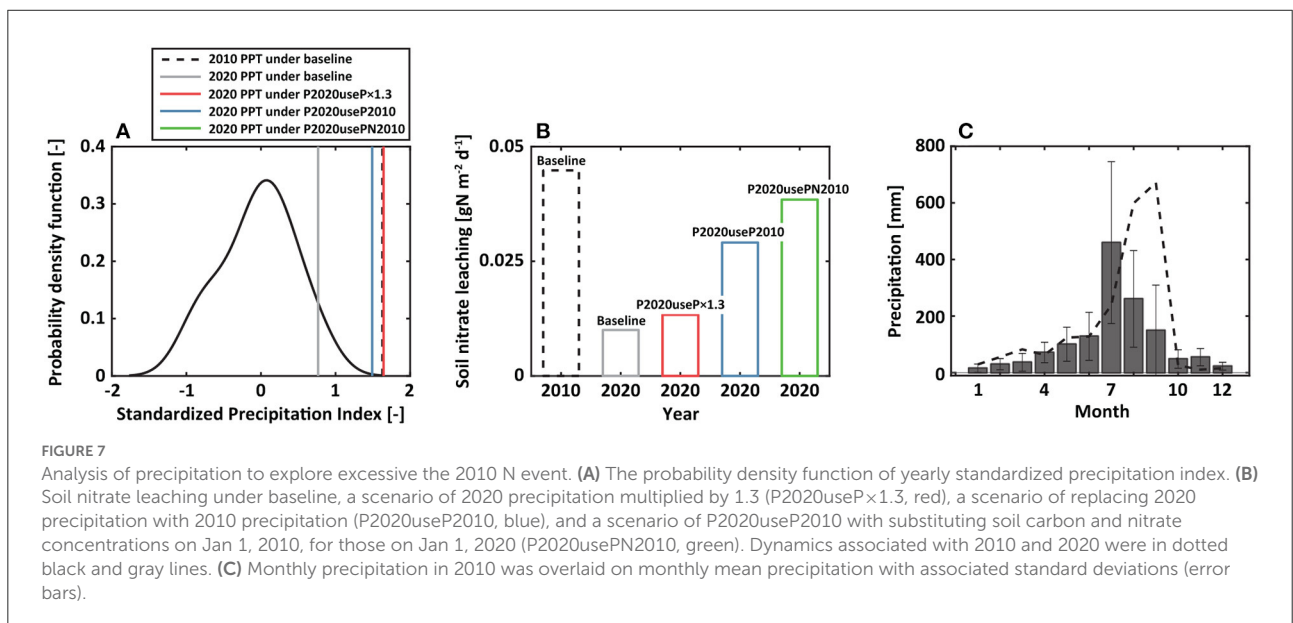 2010 PPT under baseline
2020 PPT under baseline
2020 PPT under P2020useP×1.3
2020 PPT under P2020useP2010
2020 PPT under P2020usePN2010
A
Probability density function [-]
0.4
0.3
0.2
0.1
0
-2
-1
0
1
2
Standardized Precipitation Index [-]
B
Soil nitrate leaching [gN m-2 d-1]
0.05
0.025
0
Baseline
Baseline
P2020useP×1.3
P2020useP2010
P2020usePN2010
2010
2020
2020
2020
2020
Year
C
Precipitation [mm]
800
600
400
200
0
1
4
7
10
12
Month
FIGURE 7
Analysis of precipitation to explore excessive the 2010 N event. (A) The probability density function of yearly standardized precipitation index. (B)
Soil nitrate leaching under baseline, a scenario of 2020 precipitation multiplied by 1.3 (P2020useP×1.3, red), a scenario of replacing 2020
precipitation with 2010 precipitation (P2020useP2010, blue), and a scenario of P2020useP2010 with substituting soil carbon and nitrate
concentrations on Jan 1, 2010, for those on Jan 1, 2020 (P2020usePN2010, green). Dynamics associated with 2010 and 2020 were in dotted
black and gray lines. (C) Monthly precipitation in 2010 was overlaid on monthly mean precipitation with associated standard deviations (error
bars).